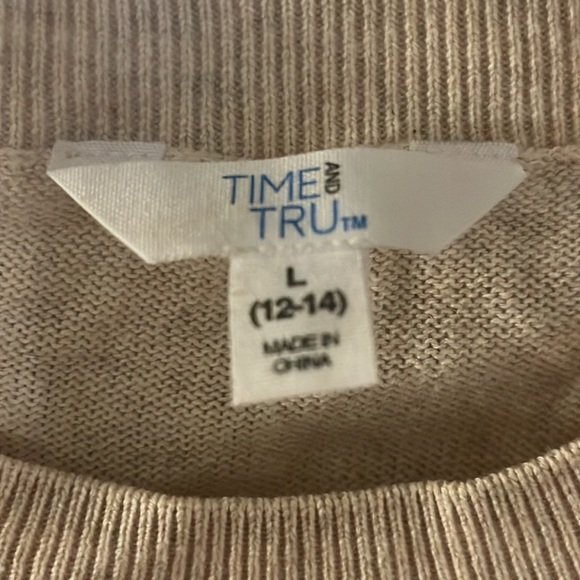 TIME AND
TRU™
L
(12-14)
MADE IN
CHINA